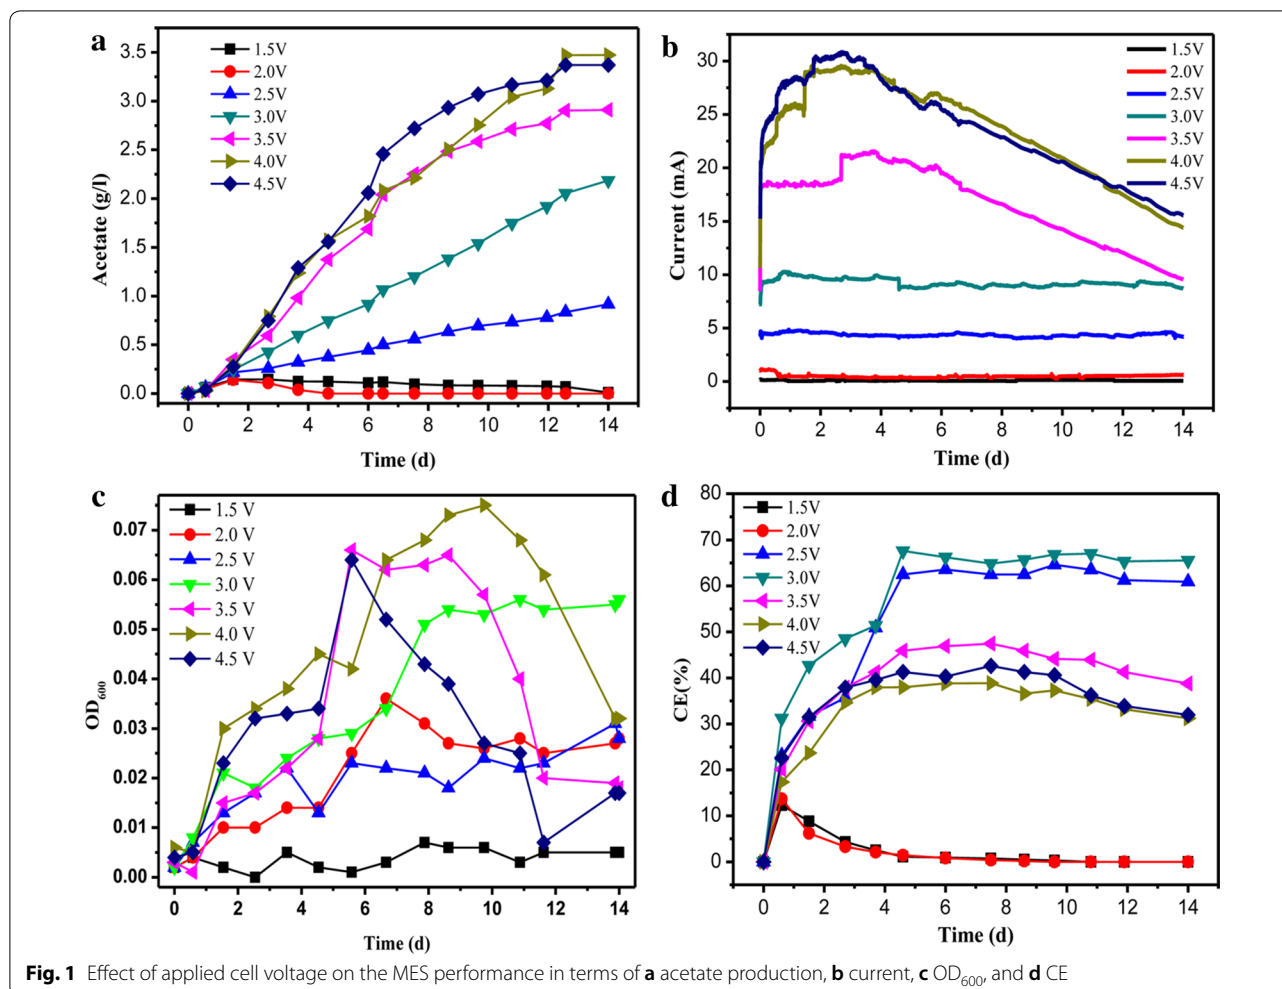 a
3.5
3.0
2.5
2.0
1.5
1.0
0.5
0.0
Acetate (g/l)
1.5V
2.0V
2.5V
3.0V
3.5V
4.0V
4.5V
0 2 4 6 8 10 12 14
Time (d)
b
30
25
20
15
10
5
0
Current (mA)
1.5V
2.0V
2.5V
3.0V
3.5V
4.0V
4.5V
0 2 4 6 8 10 12 14
Time (d)
c
0.07
0.06
0.05
0.04
0.03
0.02
0.01
0.00
OD600
1.5 V
2.0 V
2.5 V
3.0 V
3.5 V
4.0 V
4.5 V
0 2 4 6 8 10 12 14
Time (d)
d
80
70
60
50
40
30
20
10
0
CE(%)
1.5V
2.0V
2.5V
3.0V
3.5V
4.0V
4.5V
0 2 4 6 8 10 12 14
Time (d)
Fig. 1 Effect of applied cell voltage on the MES performance in terms of a acetate production, b current, c OD600, and d CE